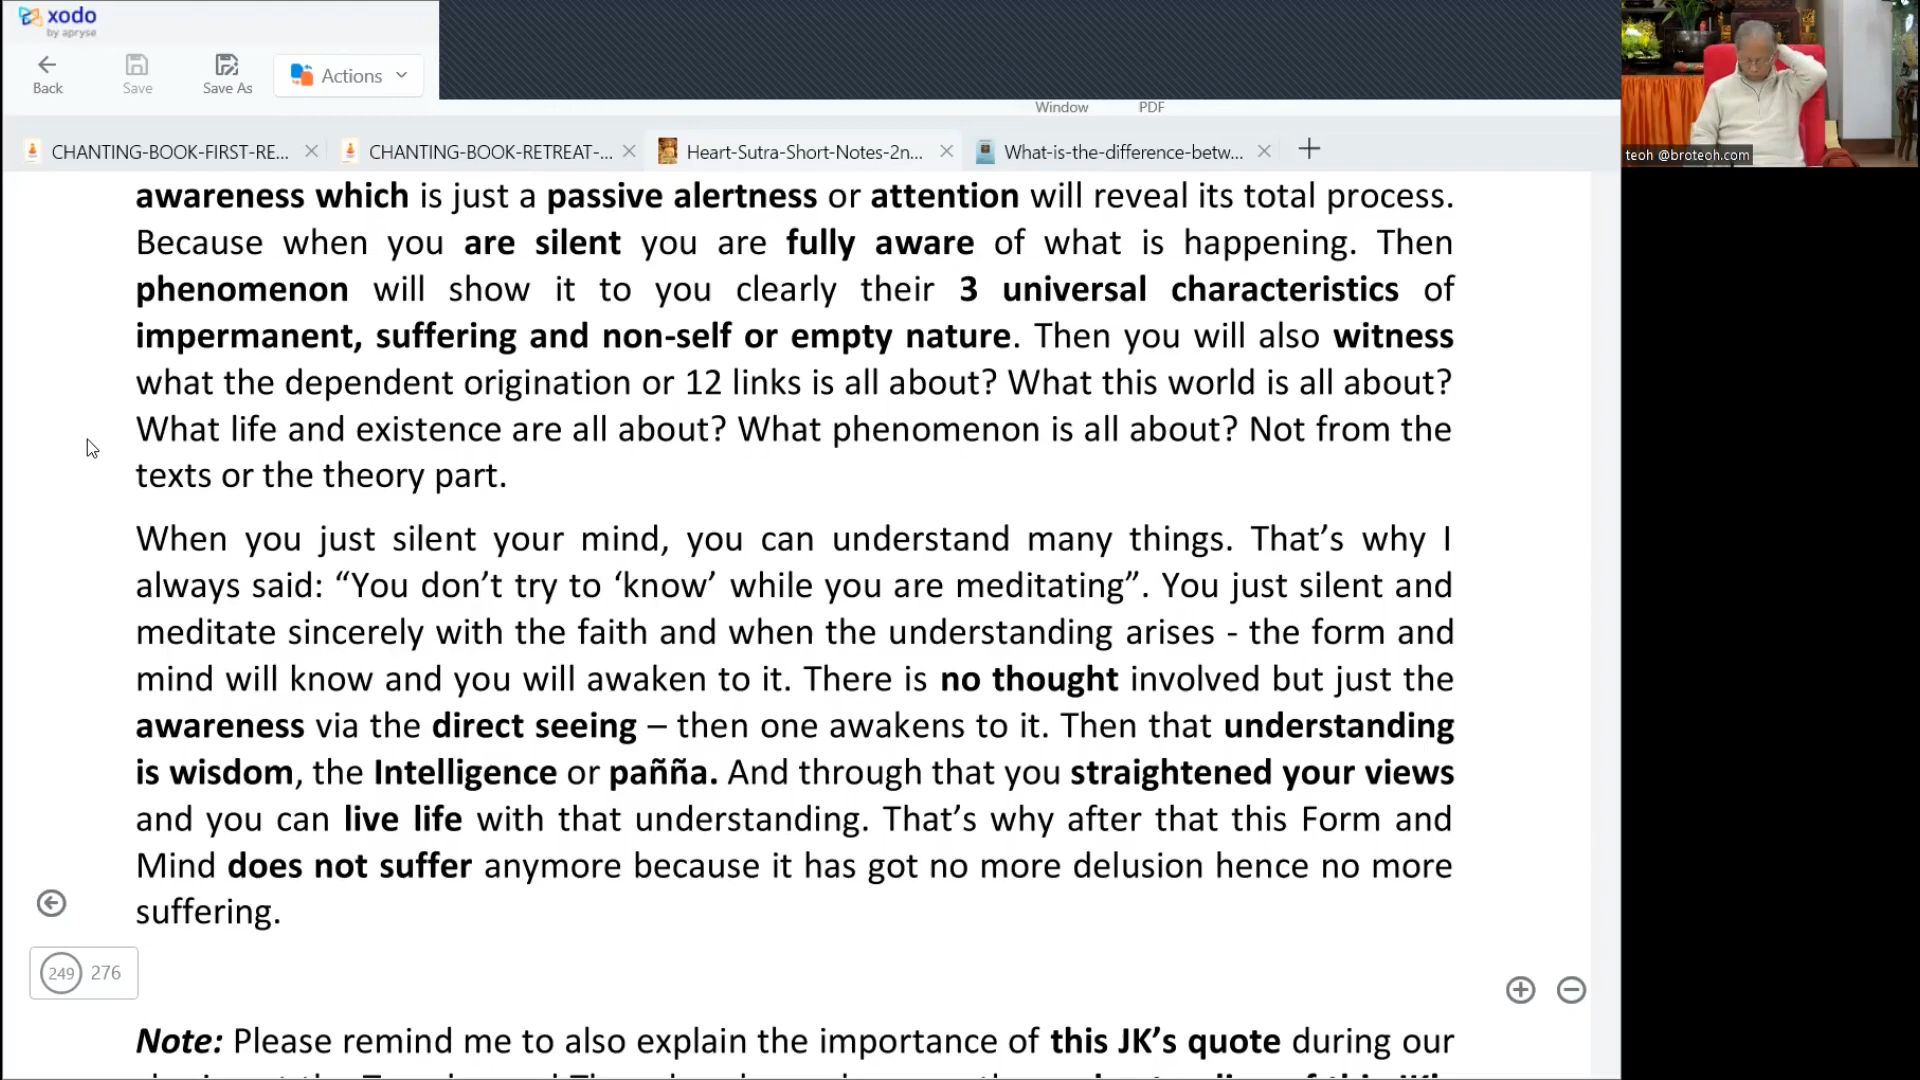 xodo
by apryse
Back
Save
Save As
Actions
Window PDF
CHANTING-BOOK-FIRST-RE...
CHANTING-BOOK-RETREAT-...
Heart-Sutra-Short-Notes-2n...
What-is-the-difference-betw...
teoh @broteoh.com
awareness which is just a passive alertness or attention will reveal its total process.
Because when you are silent you are fully aware of what is happening. Then
phenomenon will show it to you clearly their 3 universal characteristics of
impermanent, suffering and non-self or empty nature. Then you will also witness
what the dependent origination or 12 links is all about? What this world is all about?
What life and existence are all about? What phenomenon is all about? Not from the
texts or the theory part.
When you just silent your mind, you can understand many things. That’s why I
always said: “You don’t try to ‘know’ while you are meditating”. You just silent and
meditate sincerely with the faith and when the understanding arises - the form and
mind will know and you will awaken to it. There is no thought involved but just the
awareness via the direct seeing – then one awakens to it. Then that understanding
is wisdom, the Intelligence or pañña. And through that you straightened your views
and you can live life with that understanding. That’s why after that this Form and
Mind does not suffer anymore because it has got no more delusion hence no more
suffering.
249 276
Note: Please remind me to also explain the importance of this JK’s quote during our